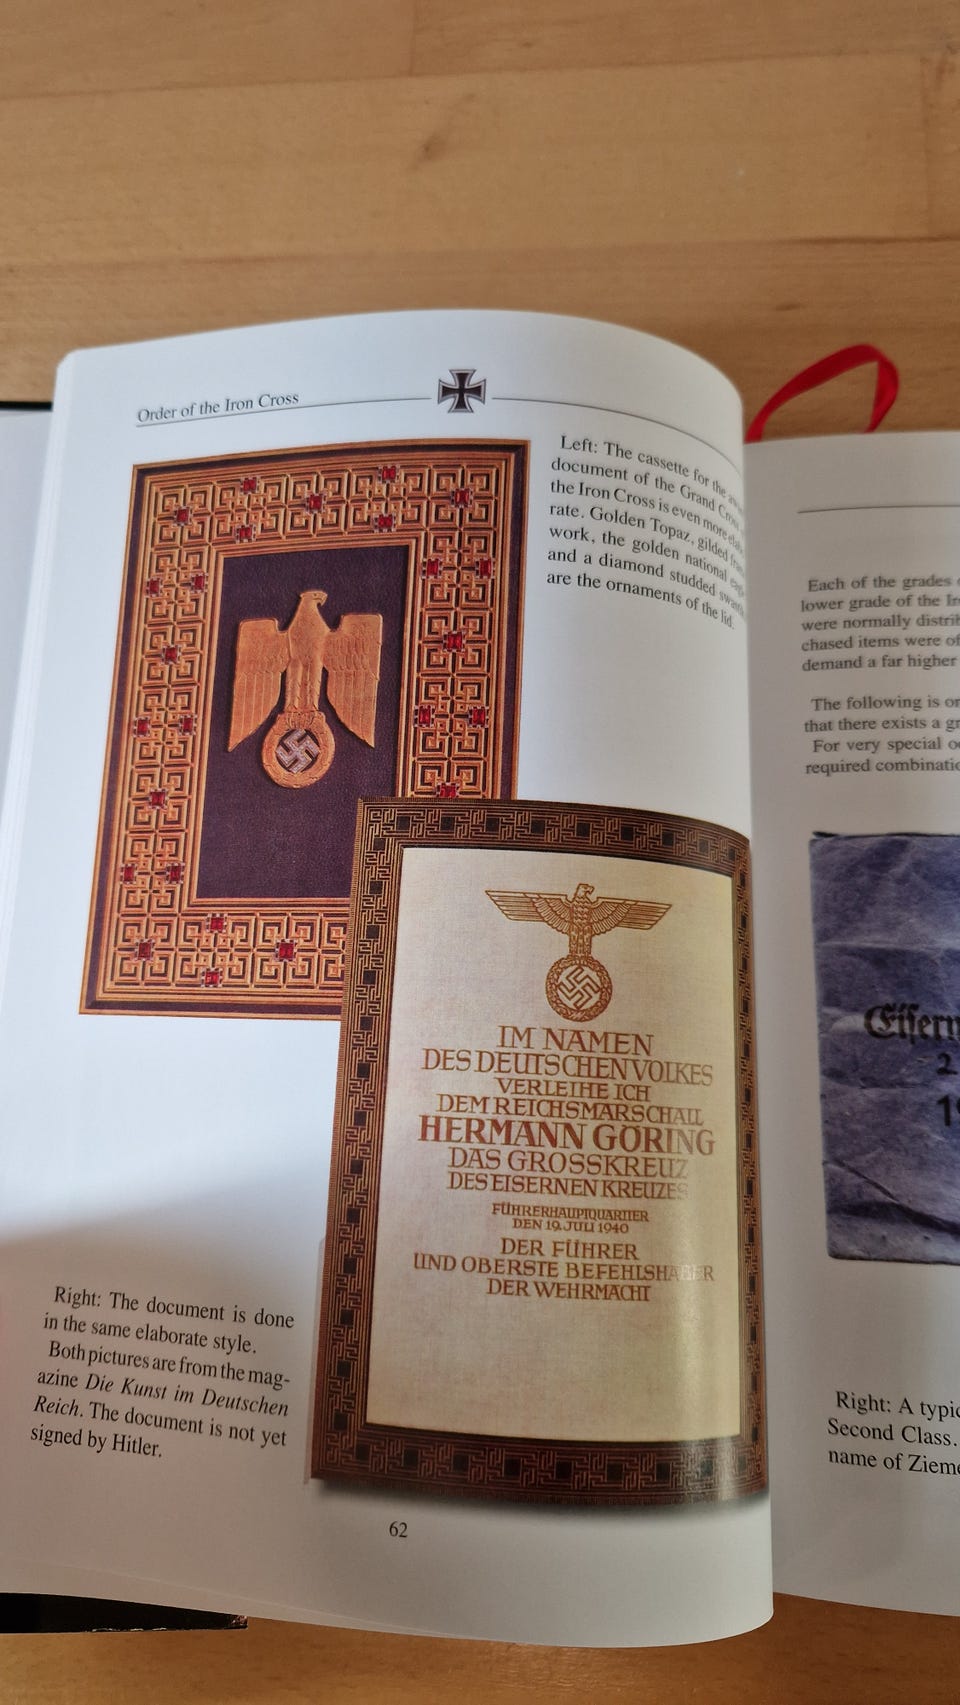 Order of the Iron Cross
Left: The cassette for the
document of the Grand Cross
the Iron Cross is even more
rate. Golden Topaz, gilded
work, the golden national
and a diamond studded
are the ornaments of the lid.
IM NAMEN
DES DEUTSCHEN VOLKES
VERLEIHE ICH
DEM REICHSMARSCHALL
HERMANN GÖRING
DAS GROSSKREUZ
DES EISERNEN KREUZES
FÜHRERHAUPTQUARTIER
DEN 19. JULI 1940
DER FÜHRER
UND OBERSTE BEFEHLSHABER
DER WEHRMACHT
Right: The document is done
in the same elaborate style.
Both pictures are from the mag-
azine Die Kunst im Deutschen
Reich. The document is not yet
signed by Hitler.
62
Each of the grades
lower grade of the
were normally
chased items were of
demand a far higher
The following is
that there exists a
For very special
required
2
Right: A
Second Class.
name of